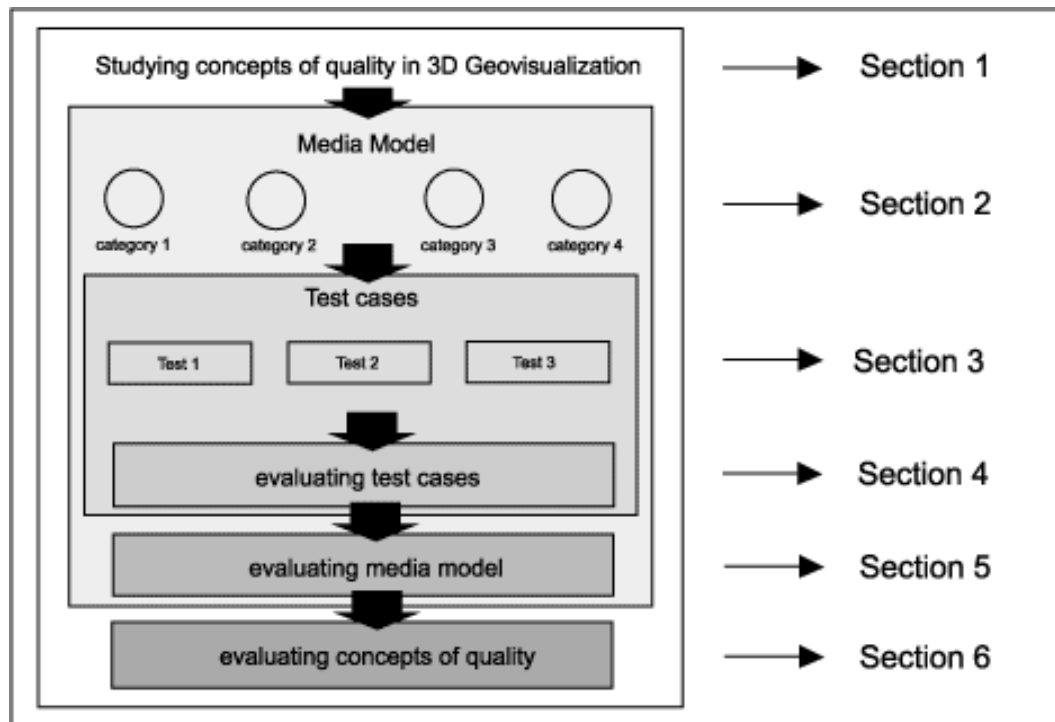 Studying concepts of quality in 3D Geovisualization
Section 1
Media Model
category 1
category 2
category 3
category 4
Section 2
Test cases
Test 1
Test 2
Test 3
Section 3
evaluating test cases
Section 4
evaluating media model
Section 5
evaluating concepts of quality
Section 6